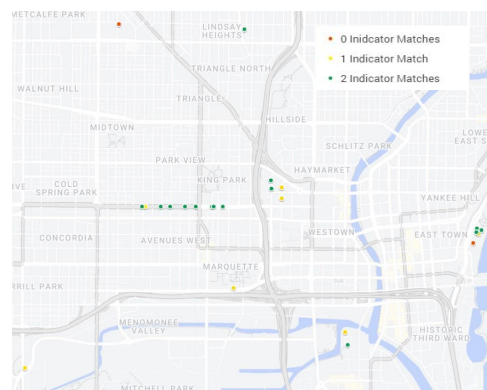 METCALFE PARK
LINDSAY
HEIGHTS
0 Inidcator Matches
1 Indicator Match
2 Indicator Matches
TRIANGLE NORTH
WALNUT HILL
TRIANGLE
HILLSIDE
MIDTOWN
LOWE
EAST S
SCHLITZ PARK
PARK VIEW
HAYMARKET
KING PARK
IVE
COLD
SPRING PARK
YANKEE HILL
CONCORDIA
AVENUES WEST
WESTOWN
EAST TOWN
MARQUETTE
RRILL PARK
MENOMONEE
VALLEY
HISTORIC
THIRD WARD
MITCHELL PARK